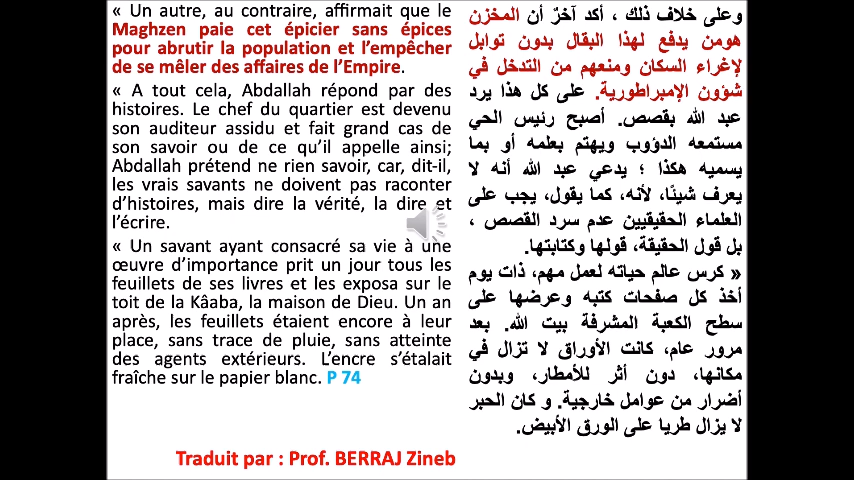 « Un autre, au contraire, affirmait que le
Maghzen paie cet épicier sans épices
pour abrutir la population et l’empêcher
de se mêler des affaires de l’Empire.
« A tout cela, Abdallah répond par des
histoires. Le chef du quartier est devenu
son auditeur assidu et fait grand cas de
son savoir ou de ce qu’il appelle ainsi;
Abdallah prétend ne rien savoir, car, dit-il,
les vrais savants ne doivent pas raconter
d’histoires, mais dire la vérité, la dire et
l’écrire.
« Un savant ayant consacré sa vie à une
œuvre d’importance prit un jour tous les
feuillets de ses livres et les exposa sur le
toit de la Kâaba, la maison de Dieu. Un an
après, les feuillets étaient encore à leur
place, sans trace de pluie, sans atteinte
des agents extérieurs. L’encre s’étalait
fraîche sur le papier blanc. P 74
وعلى خلاف ذلك ، أكد آخرٌ أن المخزن
هومن يدفع لهذا البقال بدون توابل
لإغراء السكان ومنعهم من التدخل في
شؤون الإمبراطورية. على كل هذا يرد
عبد الله بقصص. أصبح رئيس الحي
مستمعه الدؤوب ويهتم بعلمه أو بما
يسميه هكذا ؛ يدعي عبد الله أنه لا
يعرف شيئًا، لأنه، كما يقول، يجب على
العلماء الحقيقيين عدم سرد القصص ،
بل قول الحقيقة، قولها وكتابتها.
« كرس عالم حياته لعمل مهم، ذات يوم
أخذ كل صفحات كتبه وعرضها على
سطح الكعبة المشرفة بيت الله. بعد
مرور عام، كانت الأوراق لا تزال في
مكانها، دون أثر للأمطار، وبدون
أضرار من عوامل خارجية. و كان الحبر
لا يزال طريا على الورق الأبيض.
Traduit par : Prof. BERRAJ Zineb